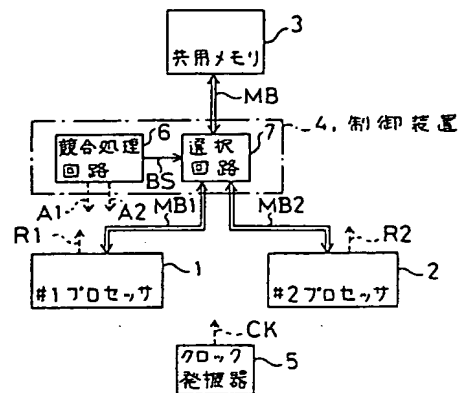 3
共用メモリ
MB
4, 制御装置
6
競合処理
回路
BS
7
選択
回路
A1
A2
MB1
MB2
R1
R2
1
#1プロセッサ
2
#2プロセッサ
CK
クロック
発振器
5